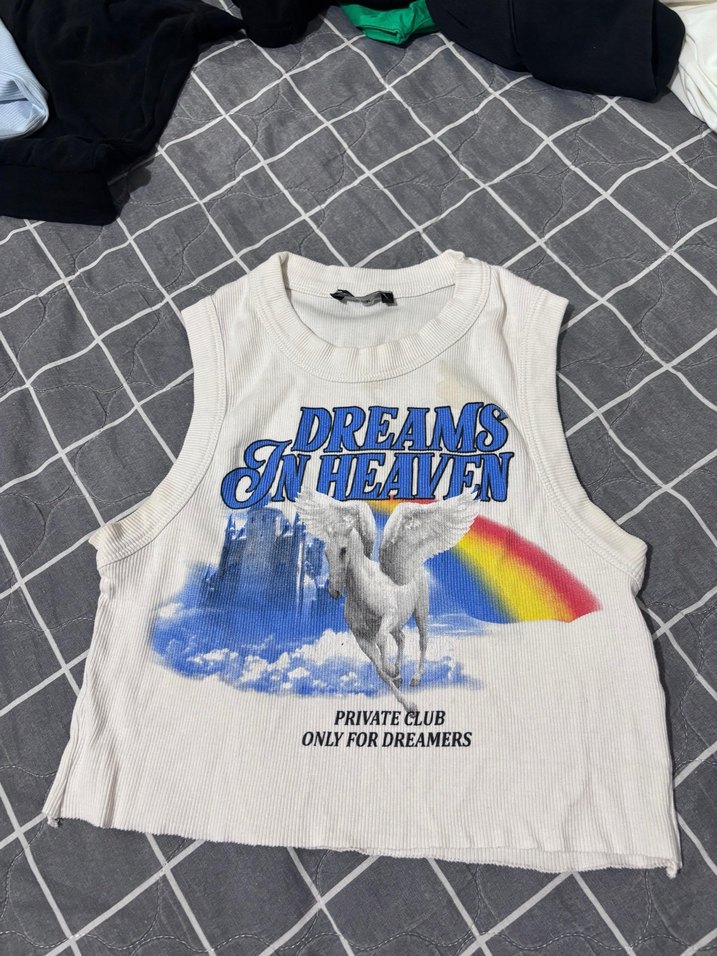 DREAMS
IN HEAVEN
PRIVATE CLUB
ONLY FOR DREAMERS